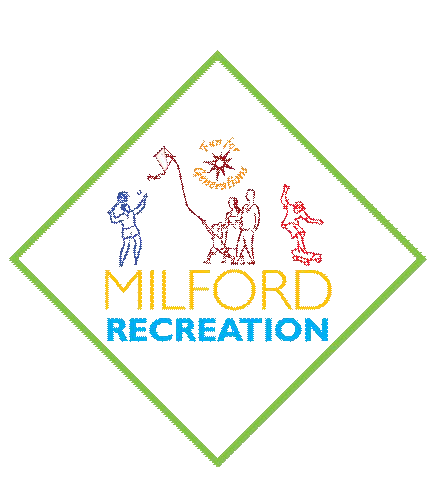 Fun for
Generations
MILFORD
RECREATION